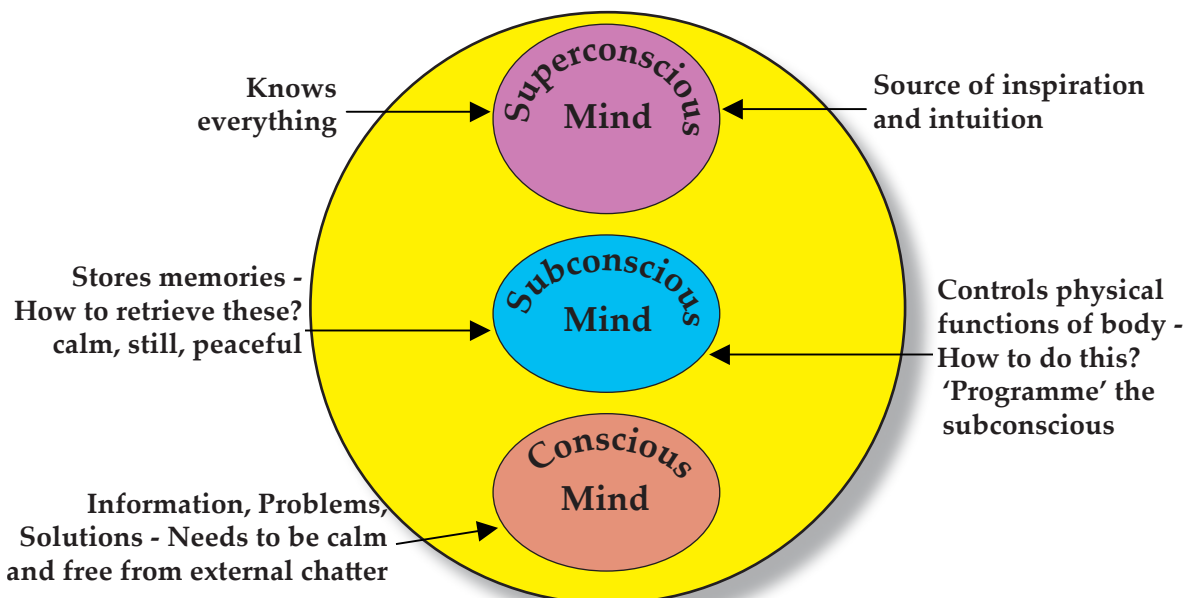 Superconscious
Mind
Knows
everything
Source of inspiration
and intuition
Subconscious
Mind
Stores memories -
How to retrieve these?
calm, still, peaceful
Controls physical
functions of body -
How to do this?
‘Programme’ the
subconscious
Conscious
Mind
Information, Problems,
Solutions - Needs to be calm
and free from external chatter